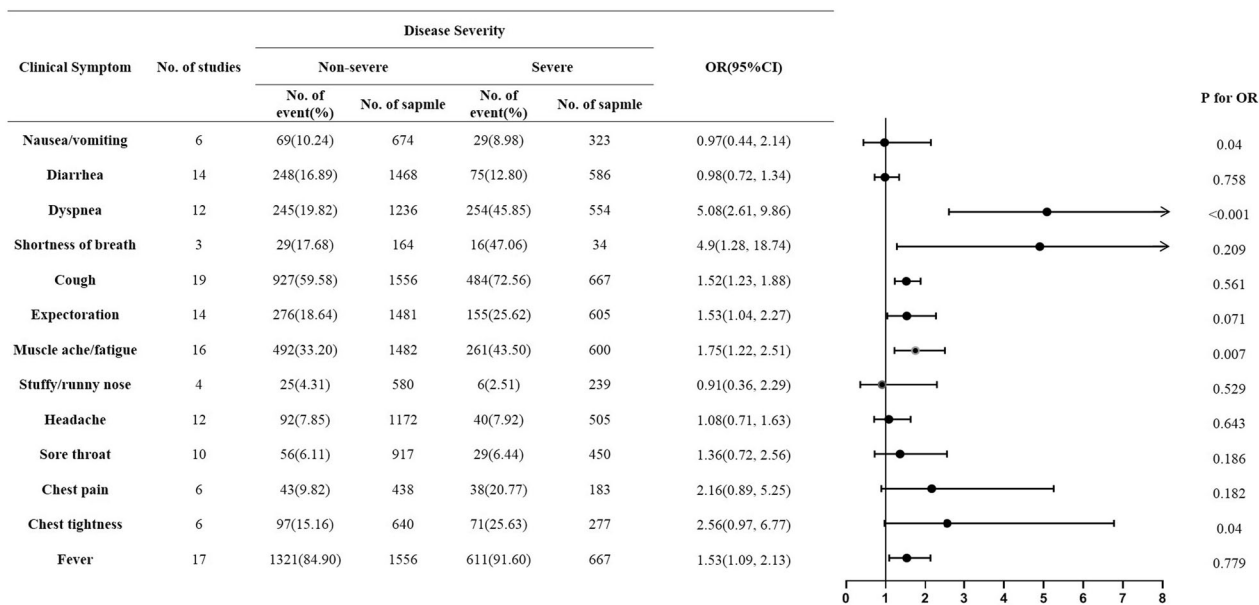 Disease Severity
Clinical Symptom No. of studies Non-severe Severe OR(95%CI)
No. of event(%) No. of sapmle No. of event(%) No. of sapmle P for OR
Nausea/vomiting 6 69(10.24) 674 29(8.98) 323 0.97(0.44, 2.14) 0.04
Diarrhea 14 248(16.89) 1468 75(12.80) 586 0.98(0.72, 1.34) 0.758
Dyspnea 12 245(19.82) 1236 254(45.85) 554 5.08(2.61, 9.86) <0.001
Shortness of breath 3 29(17.68) 164 16(47.06) 34 4.9(1.28, 18.74) 0.209
Cough 19 927(59.58) 1556 484(72.56) 667 1.52(1.23, 1.88) 0.561
Expectoration 14 276(18.64) 1481 155(25.62) 605 1.53(1.04, 2.27) 0.071
Muscle ache/fatigue 16 492(33.20) 1482 261(43.50) 600 1.75(1.22, 2.51) 0.007
Stuffy/runny nose 4 25(4.31) 580 6(2.51) 239 0.91(0.36, 2.29) 0.529
Headache 12 92(7.85) 1172 40(7.92) 505 1.08(0.71, 1.63) 0.643
Sore throat 10 56(6.11) 917 29(6.44) 450 1.36(0.72, 2.56) 0.186
Chest pain 6 43(9.82) 438 38(20.77) 183 2.16(0.89, 5.25) 0.182
Chest tightness 6 97(15.16) 640 71(25.63) 277 2.56(0.97, 6.77) 0.04
Fever 17 1321(84.90) 1556 611(91.60) 667 1.53(1.09, 2.13) 0.779
0 1 2 3 4 5 6 7 8